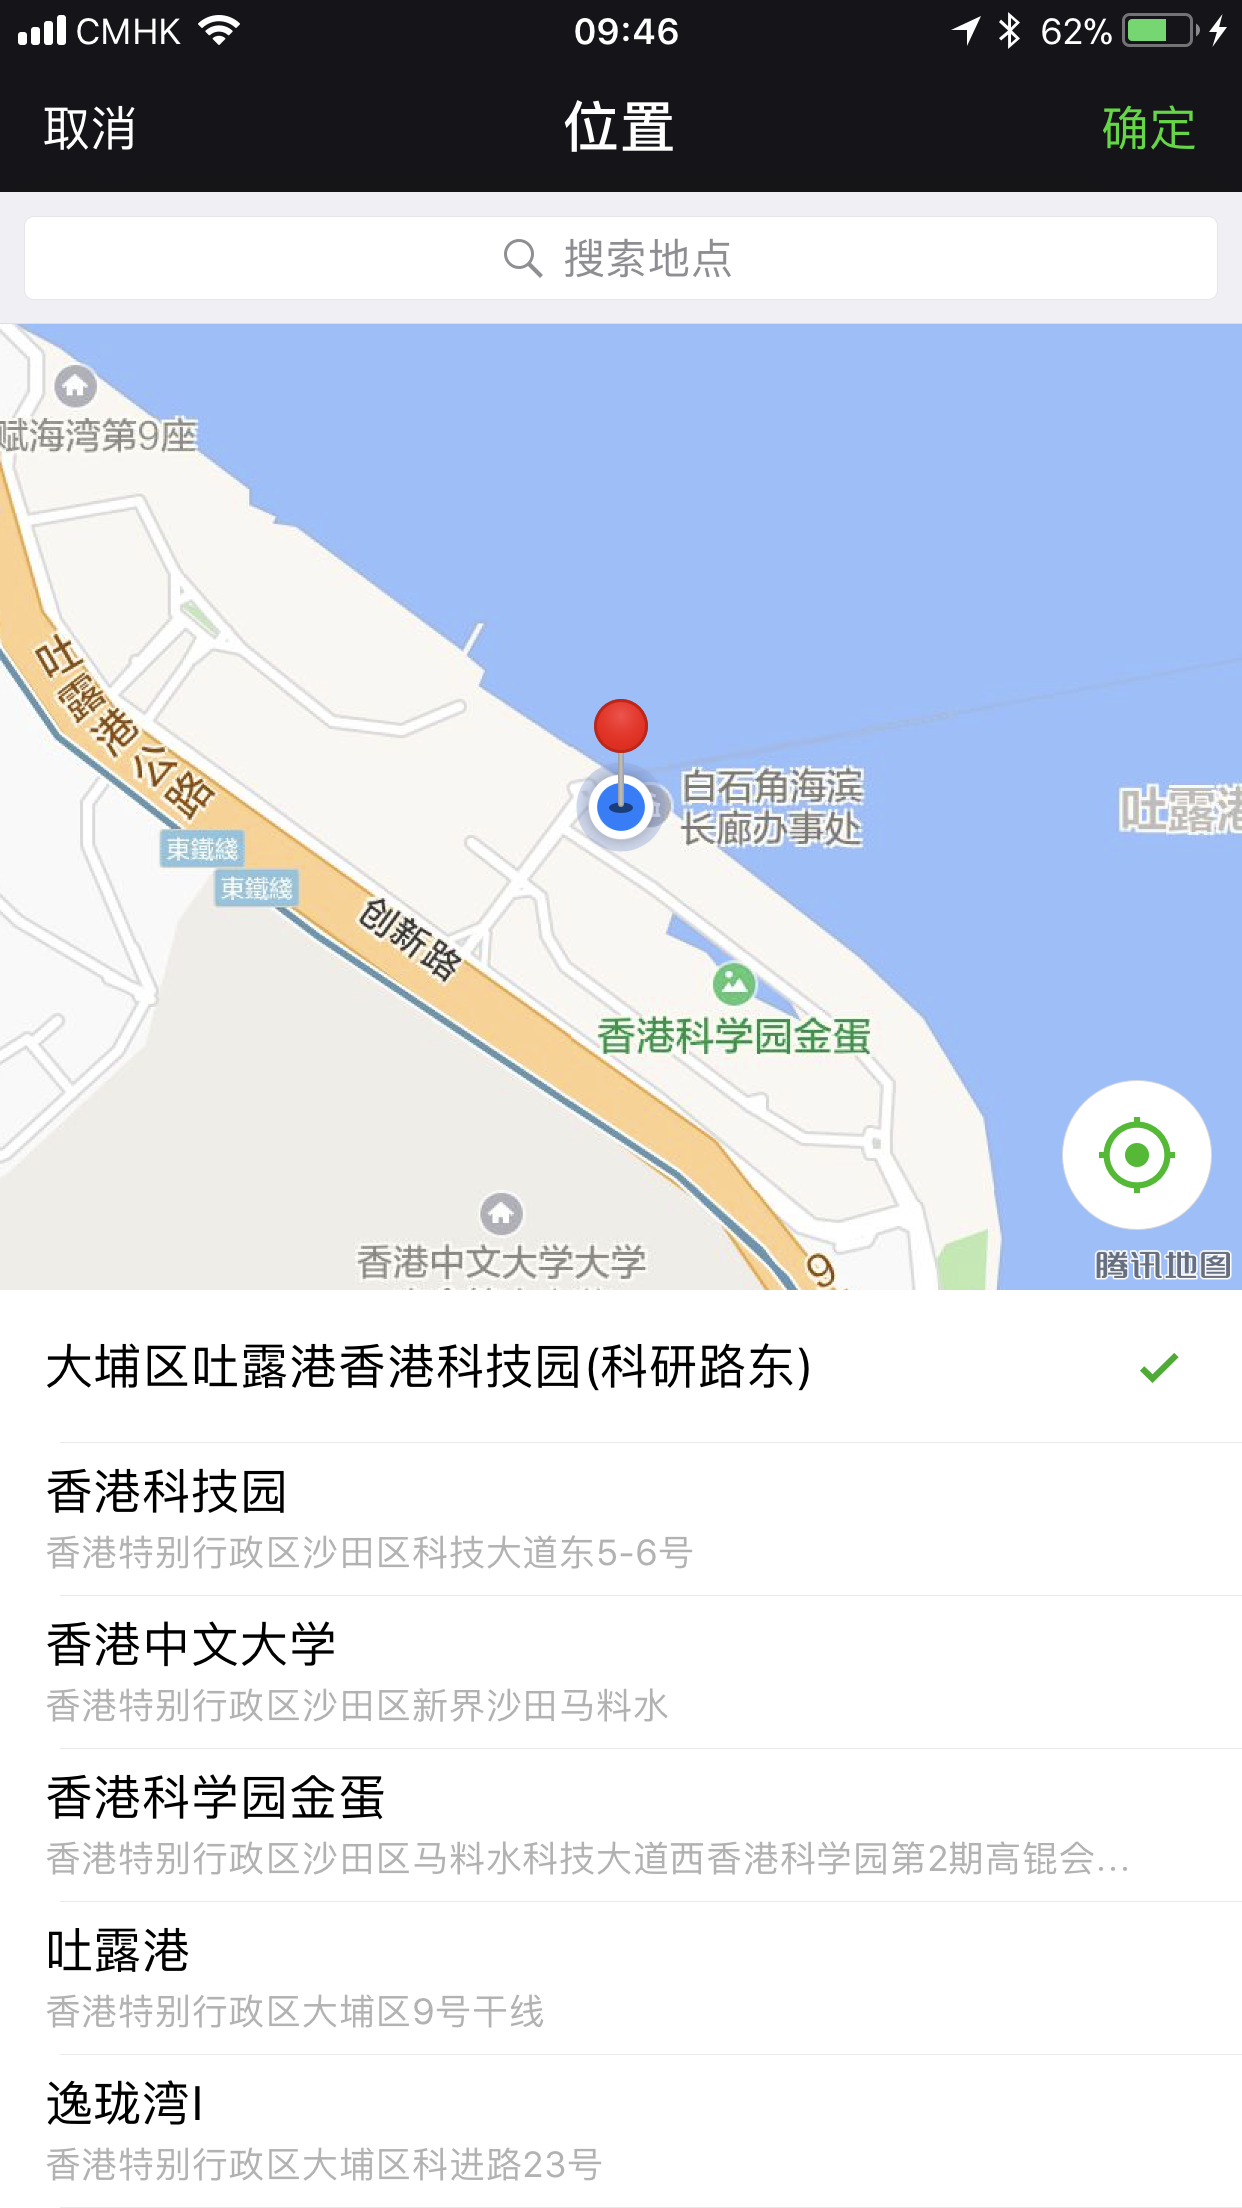 CMHK 09:46 62%
取消 位置 确定
搜索地点
赋海湾第9座
吐露港公路
白石角海滨
长廊办事处
吐露港
東鐵綫
東鐵綫
创新路
香港科学园金蛋
香港中文大学大学
9
腾讯地图
大埔区吐露港香港科技园(科研路东)
香港科技园
香港特别行政区沙田区科技大道东5-6号
香港中文大学
香港特别行政区沙田区新界沙田马料水
香港科学园金蛋
香港特别行政区沙田区马料水科技大道西香港科学园第2期高锟会...
吐露港
香港特别行政区大埔区9号干线
逸珑湾I
香港特别行政区大埔区科进路23号